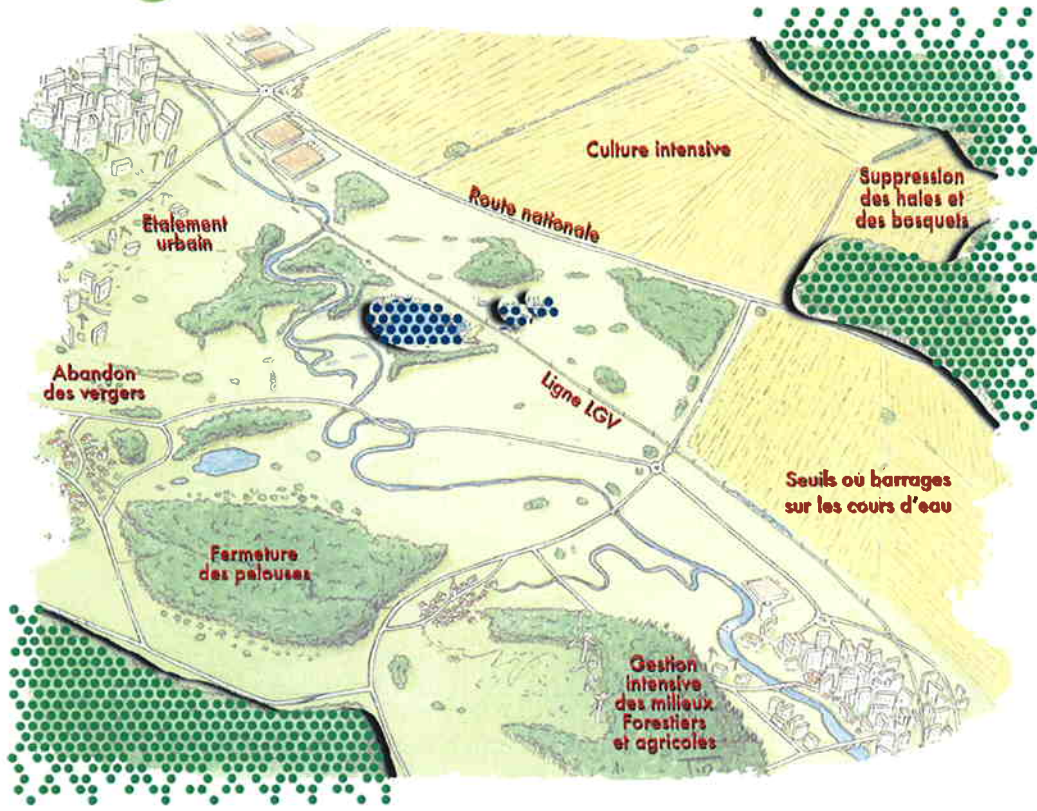 Culture intensive
Suppression
des haies et
des bosquets
Route nationale
Etalement
urbain
Abandon
des vergers
Ligne LGV
Seuils où barrages
sur les cours d'eau
Fermeture
des pelouses
Gestion
intensive
des milieux
Forestiers
et agricoles